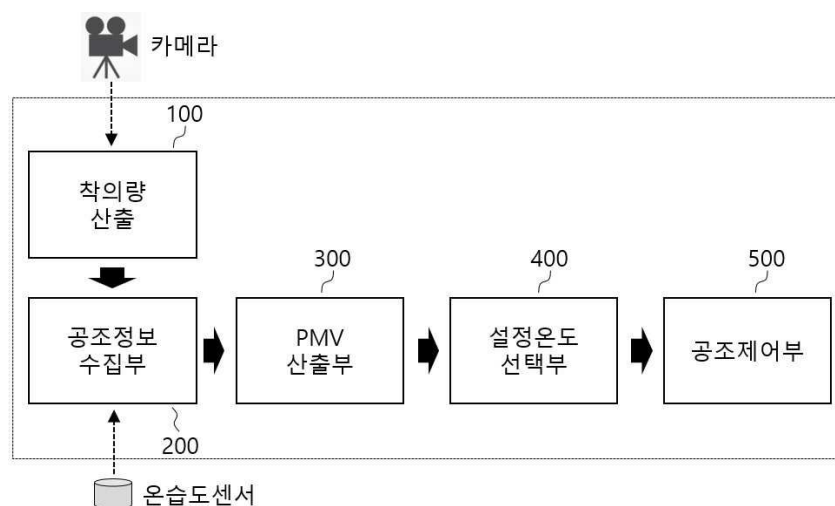 카메라
100
착의량
산출
300
400
500
공조정보
수집부
PMV
산출부
설정온도
선택부
공조제어부
200
온습도센서